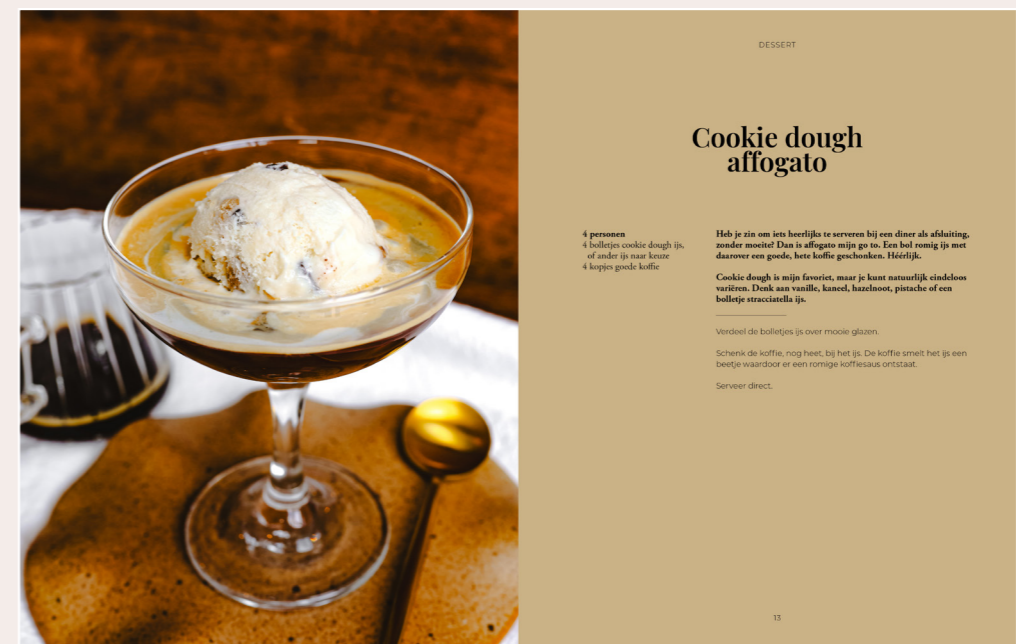 DESSERT
Cookie dough
affogato
4 personen
4 bolletjes cookie dough ijs,
of ander ijs naar keuze
4 kopjes goede koffie
Heb je zin om iets heerlijks te serveren bij een diner als afsluiting,
zonder moeite? Dan is affogato mijn go to. Een bol romig ijs met
daarover een goede, hete koffie geschonken. Héérlijk.
Cookie dough is mijn favoriet, maar je kunt natuurlijk eindeloos
variëren. Denk aan vanille, kaneel, hazelnoot, pistache of een
bolletje stracciatella ijs.
Verdeel de bolletjes ijs over mooie glazen.
Schenk de koffie, nog heet, bij het ijs. De koffie smelt het ijs een
beetje waardoor er een romige koffiesaus ontstaat.
Serveer direct.
13